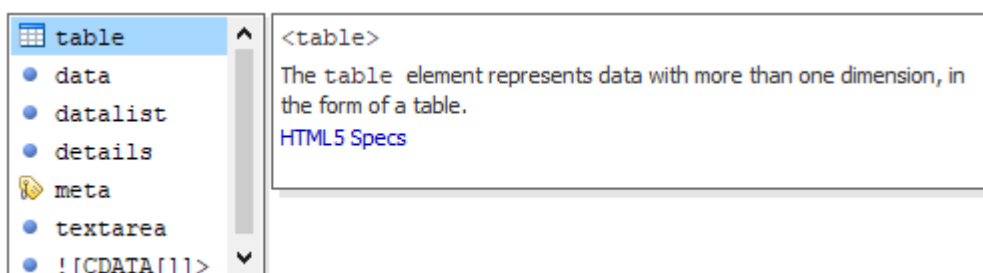 table
data
datalist
details
meta
textarea
![CDATA[]]>
<table>
The table element represents data with more than one dimension, in
the form of a table.
HTML5 Specs